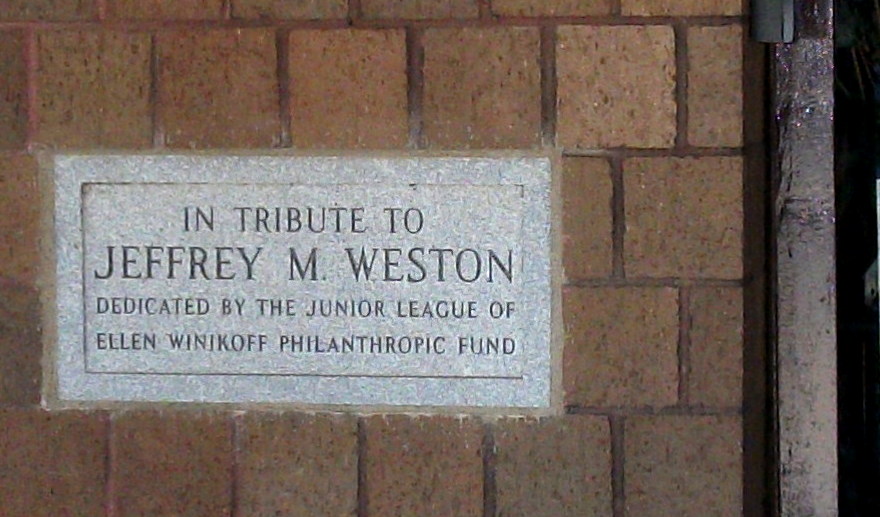 IN TRIBUTE TO
JEFFREY M. WESTON
DEDICATED BY THE JUNIOR LEAGUE OF
ELLEN WINIKOFF PHILANTHROPIC FUND